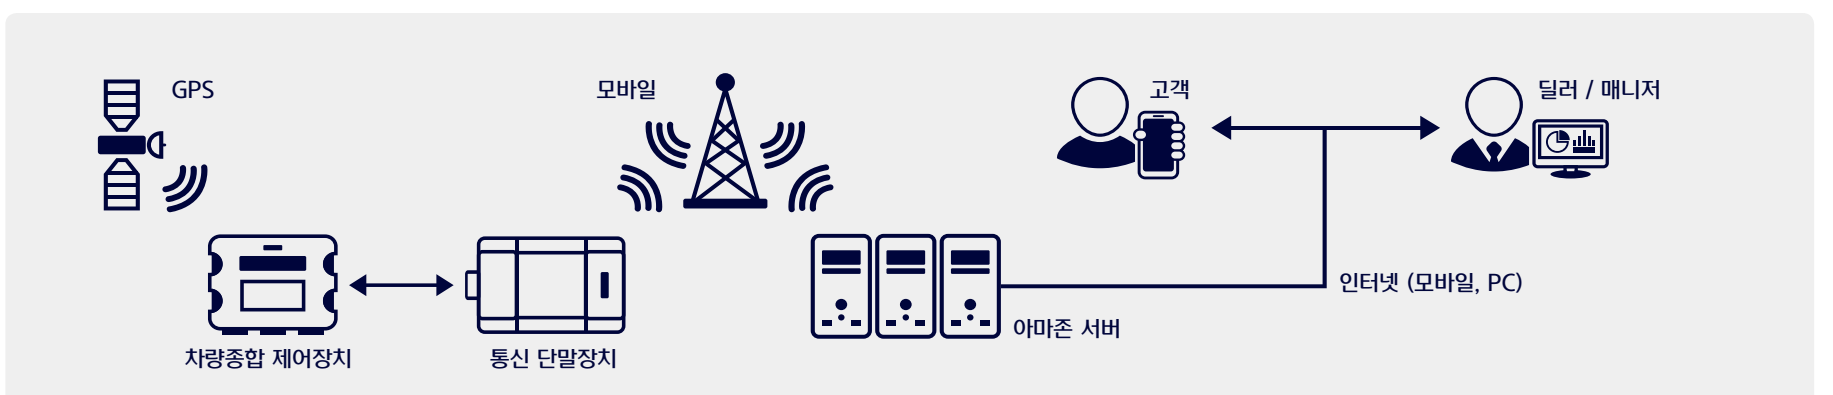 GPS
모바일
고객
딜러 / 매니저
차량종합 제어장치
통신 단말장치
아마존 서버
인터넷 (모바일, PC)